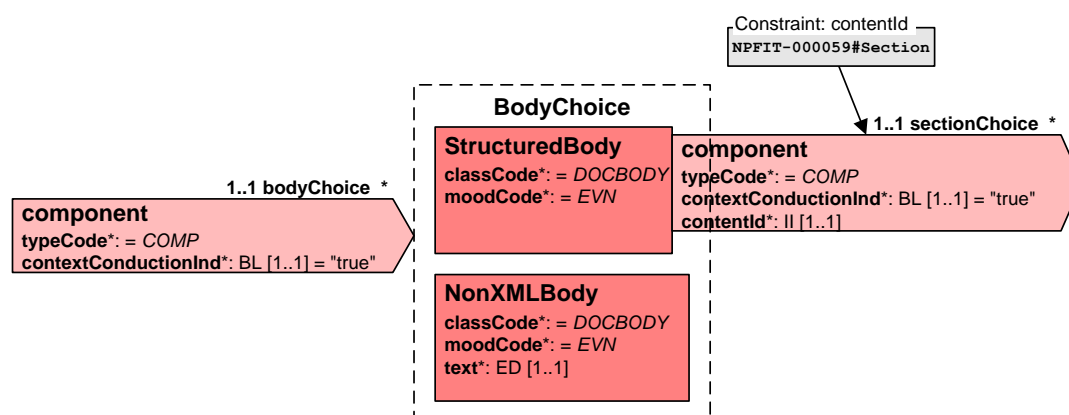 Constraint: contentId
NPFIT-000059#Section
BodyChoice
1..1 bodyChoice *
component
typeCode*: = COMP
contextConductionInd*: BL [1..1] = "true"
StructuredBody
classCode*: = DOCBODY
moodCode*: = EVN
1..1 sectionChoice *
component
typeCode*: = COMP
contextConductionInd*: BL [1..1] = "true"
contentId*: II [1..1]
NonXMLBody
classCode*: = DOCBODY
moodCode*: = EVN
text*: ED [1..1]